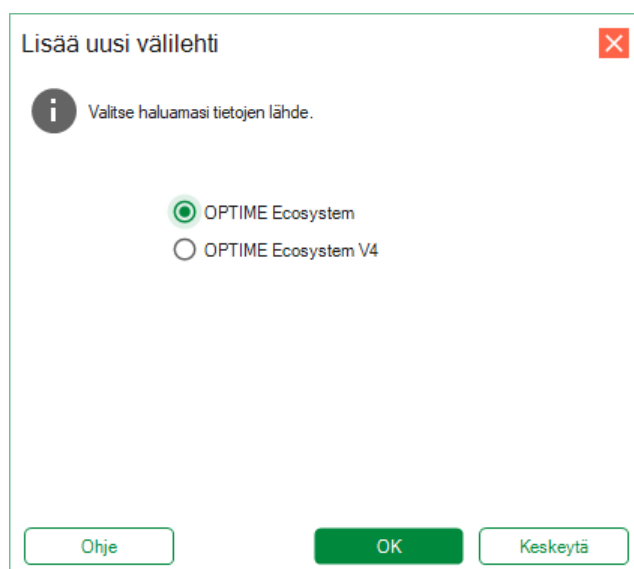 Lisää uusi välilehti
Valitse haluamasi tietojen lähde.
OPTIME Ecosystem
OPTIME Ecosystem V4
Ohje
OK
Keskeytä